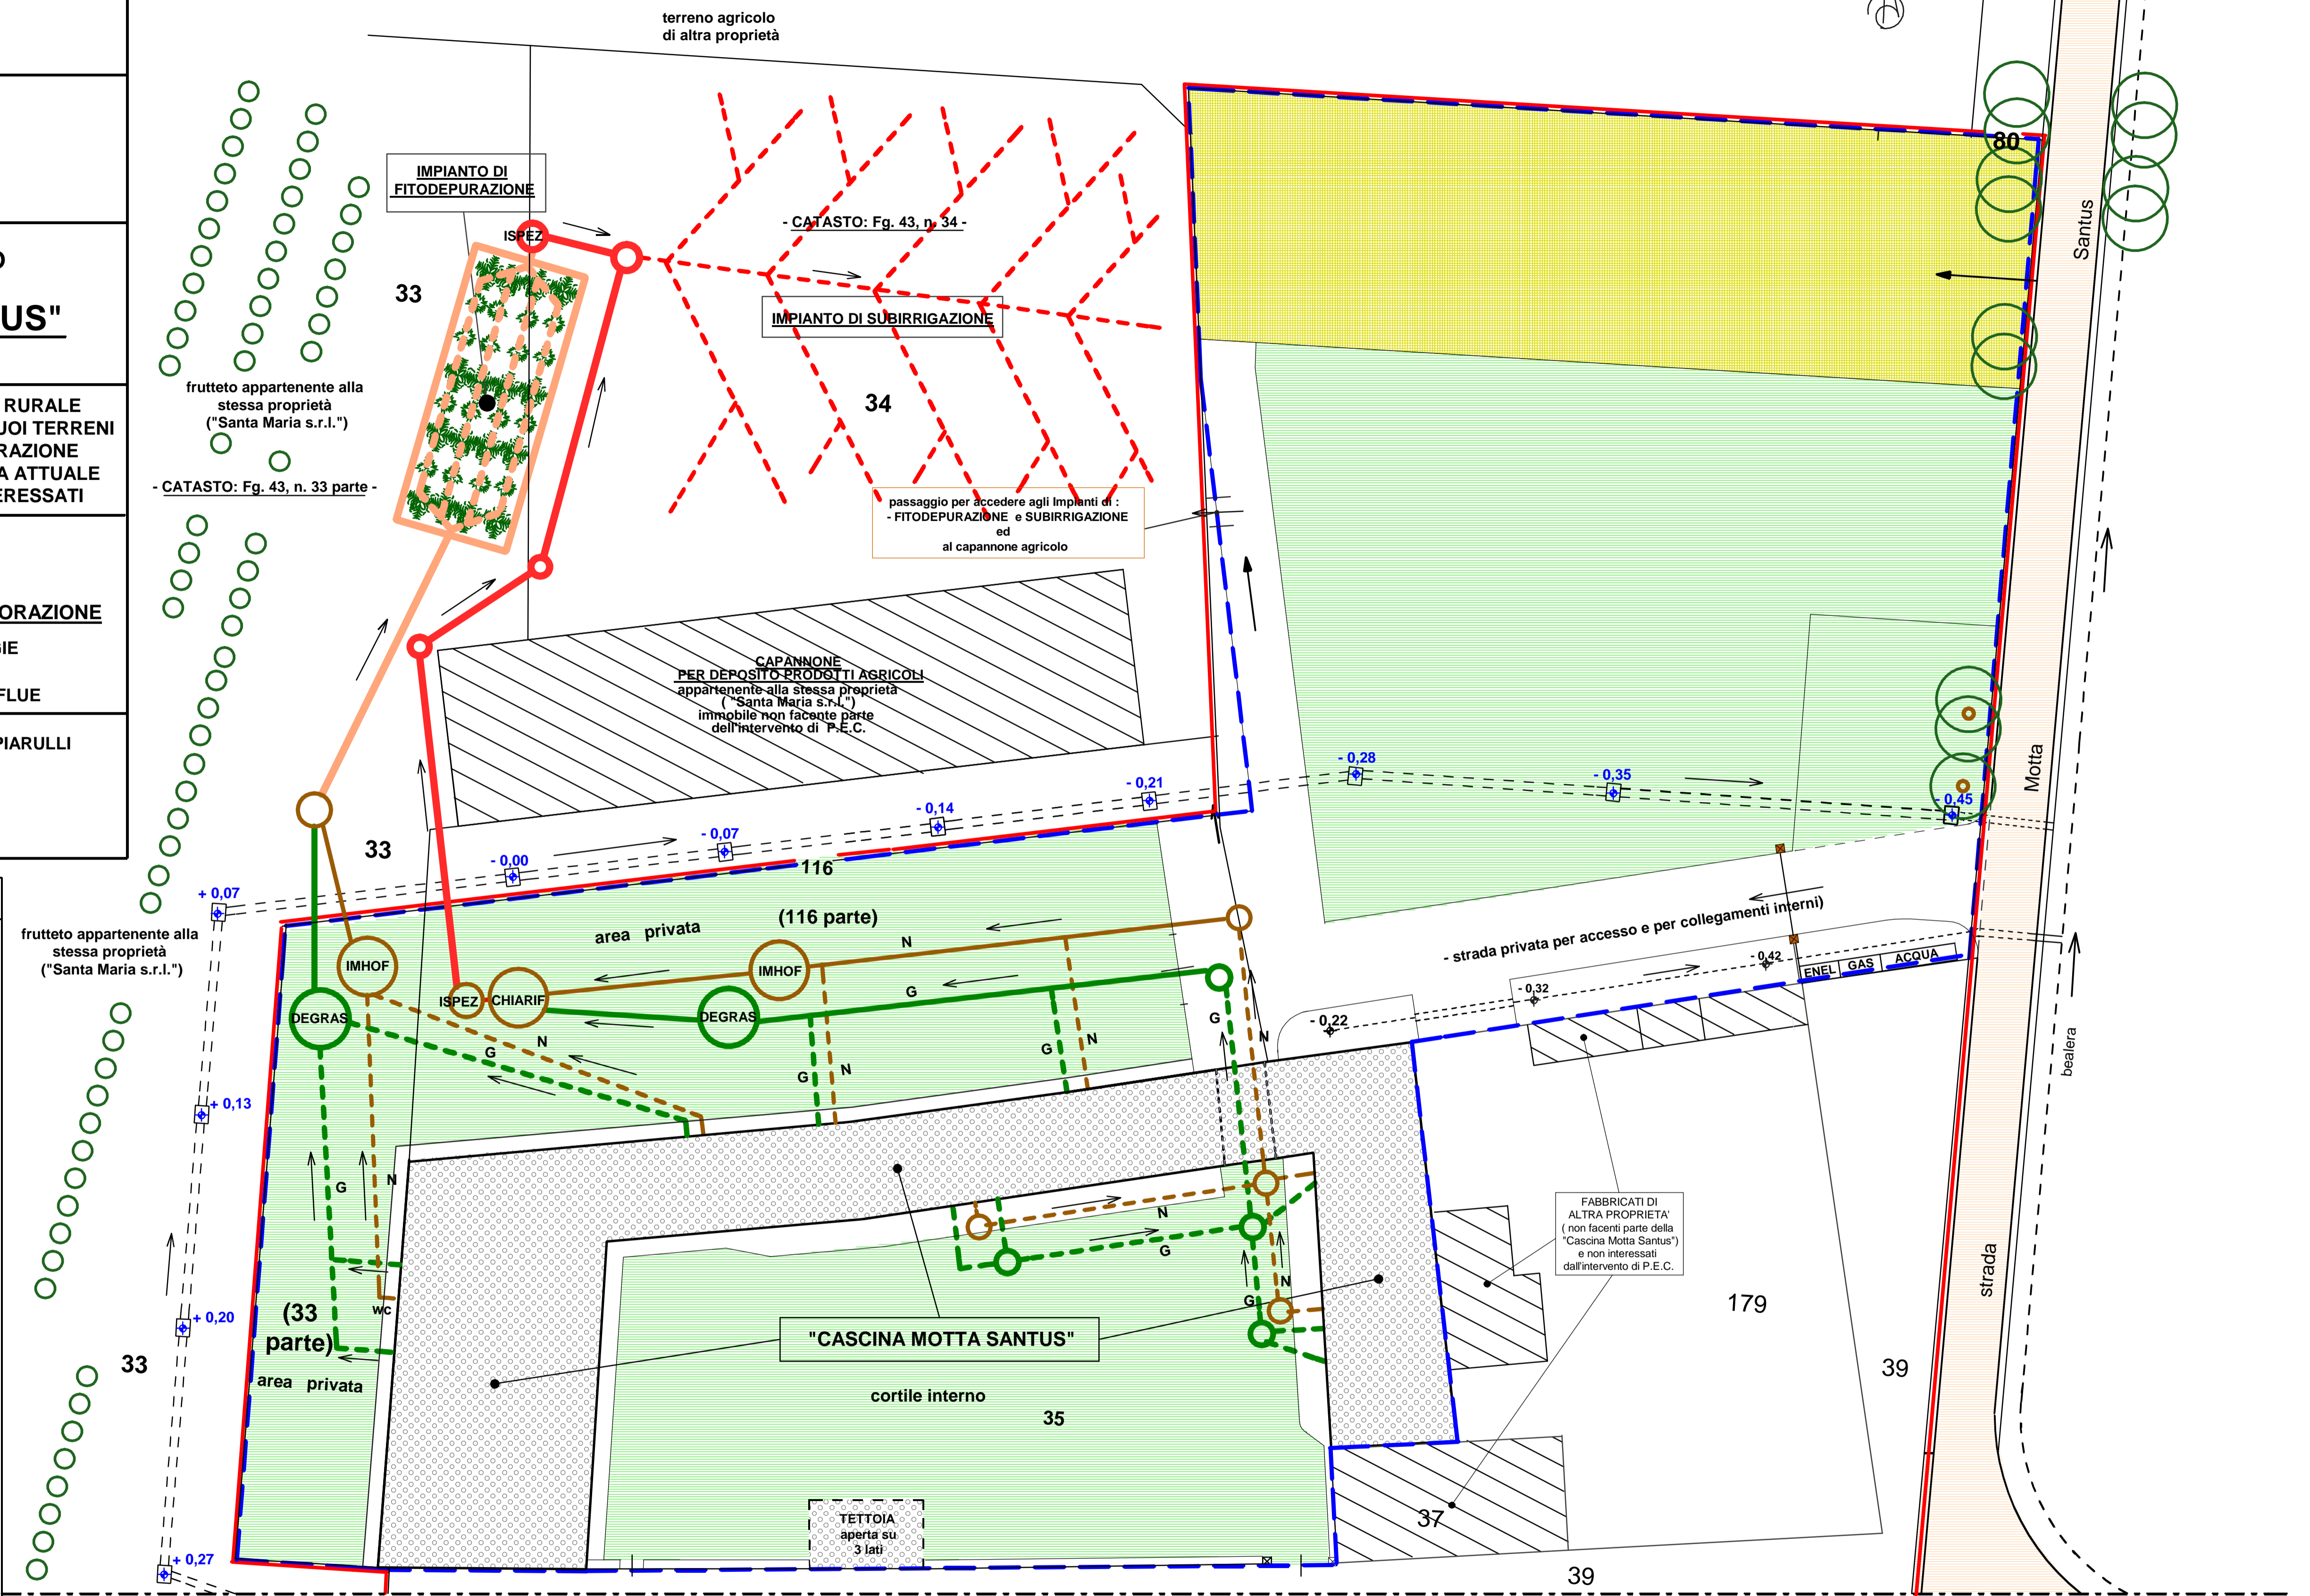 terreno agricolo
di altra proprietà
US"
RURALE
UOI TERRENI
RAZIONE
A ATTUALE
ERESSATI
ORAZIONE
GIE
FLUE
PIARULLI
IMPIANTO DI
FITODEPURAZIONE
ISPEZ
- CATASTO: Fg. 43, n. 34 -
IMPIANTO DI SUBIRRIGAZIONE
33
34
80
Santus
frutteto appartenente alla
stessa proprietà
("Santa Maria s.r.l.")
- CATASTO: Fg. 43, n. 33 parte -
passaggio per accedere agli Impianti di :
- FITODEPURAZIONE e SUBIRRIGAZIONE
ed
al capannone agricolo
CAPANNONE
PER DEPOSITO PRODOTTI AGRICOLI
appartenente alla stessa proprietà
( "Santa Maria s.r.l.")
immobile non facente parte
dell'intervento di P.E.C.
Motta
- 0,28
- 0,35
- 0,45
- 0,21
- 0,14
- 0,07
- 0,00
+ 0,07
33
116
(116 parte)
area privata
frutteto appartenente alla
stessa proprietà
("Santa Maria s.r.l.")
IMHOF
IMHOF
N
G
ISPEZ
CHIARIF
DEGRAS
DEGRAS
- strada privata per accesso e per collegamenti interni)
ENEL
GAS
ACQUA
- 0,42
- 0,32
- 0,22
G
N
G
N
G
N
G
N
bealera
+ 0,13
G
N
wc
(33
parte)
area privata
+ 0,20
33
+ 0,27
N
G
N
G
"CASCINA MOTTA SANTUS"
cortile interno
35
TETTOIA
aperta su
3 lati
FABBRICATI DI
ALTRA PROPRIETA'
( non facenti parte della
"Cascina Motta Santus")
e non interessati
dall'intervento di P.E.C.
179
39
strada
37
39